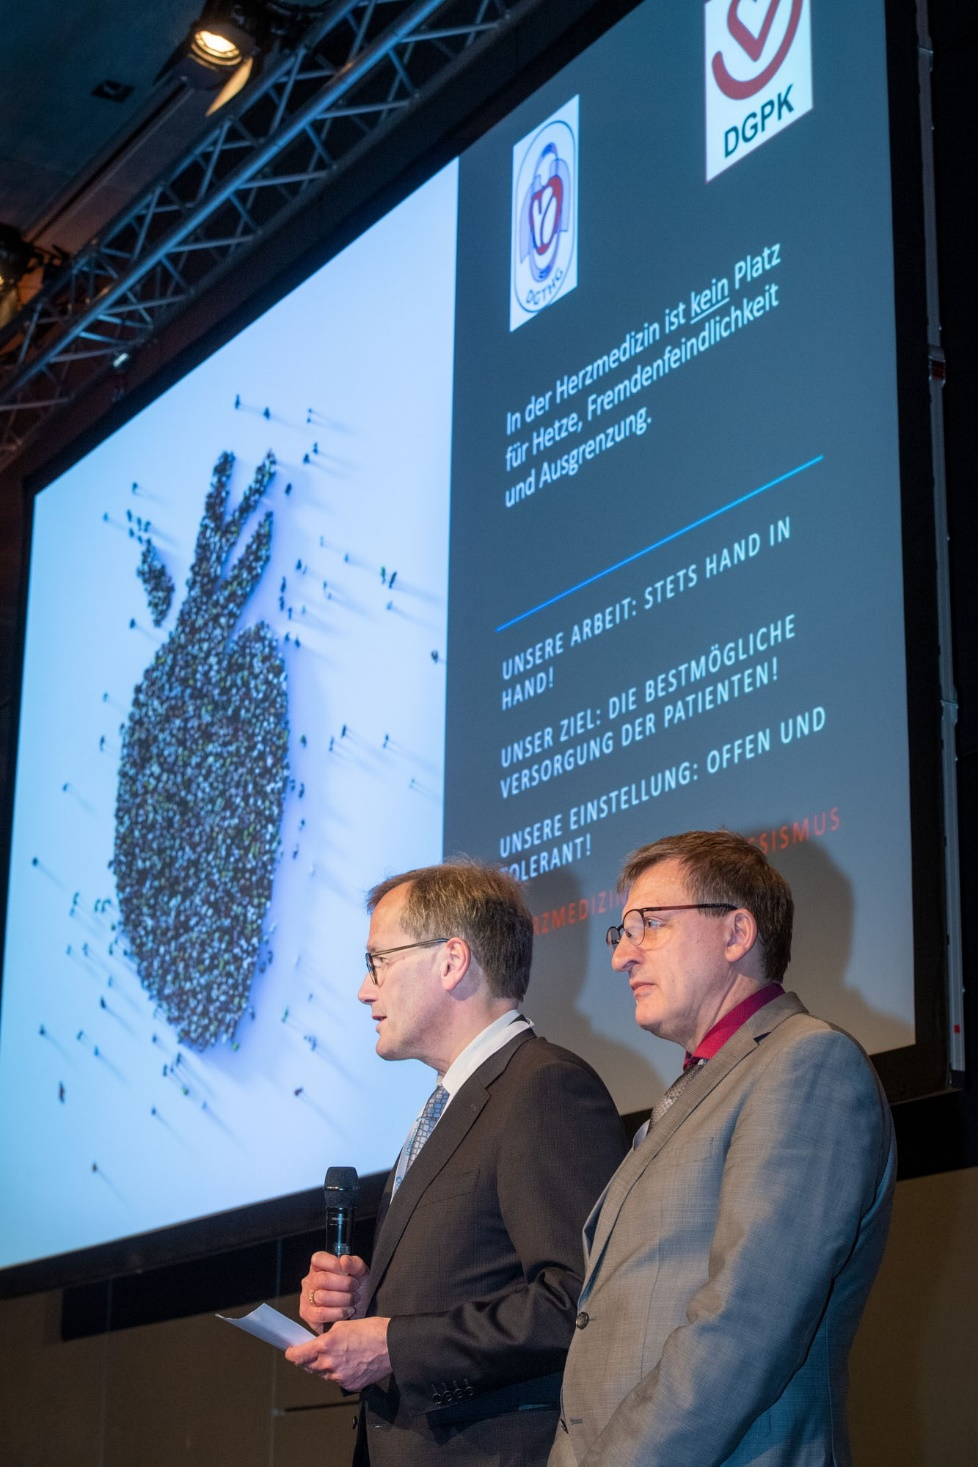 DGPK
DGTHG
In der Herzmedizin ist kein Platz
für Hetze, Fremdenfeindlichkeit
und Ausgrenzung.
UNSERE ARBEIT: STETS HAND IN
HAND!
UNSER ZIEL: DIE BESTMÖGLICHE
VERSORGUNG DER PATIENTEN!
UNSERE EINSTELLUNG: OFFEN UND
TOLERANT!